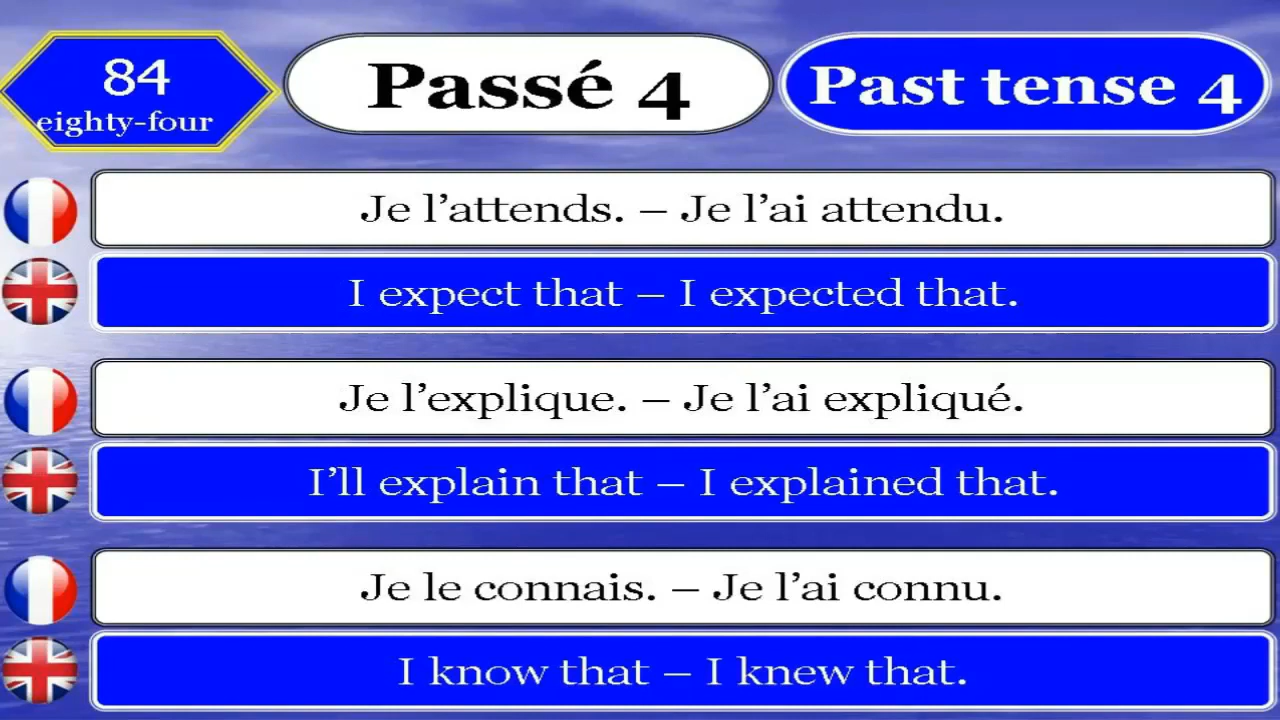 84
eighty-four
Passé 4
Past tense 4
Je l’attends. – Je l’ai attendu.
I expect that – I expected that.
Je l’explique. – Je l’ai expliqué.
I’ll explain that – I explained that.
Je le connais. – Je l’ai connu.
I know that – I knew that.